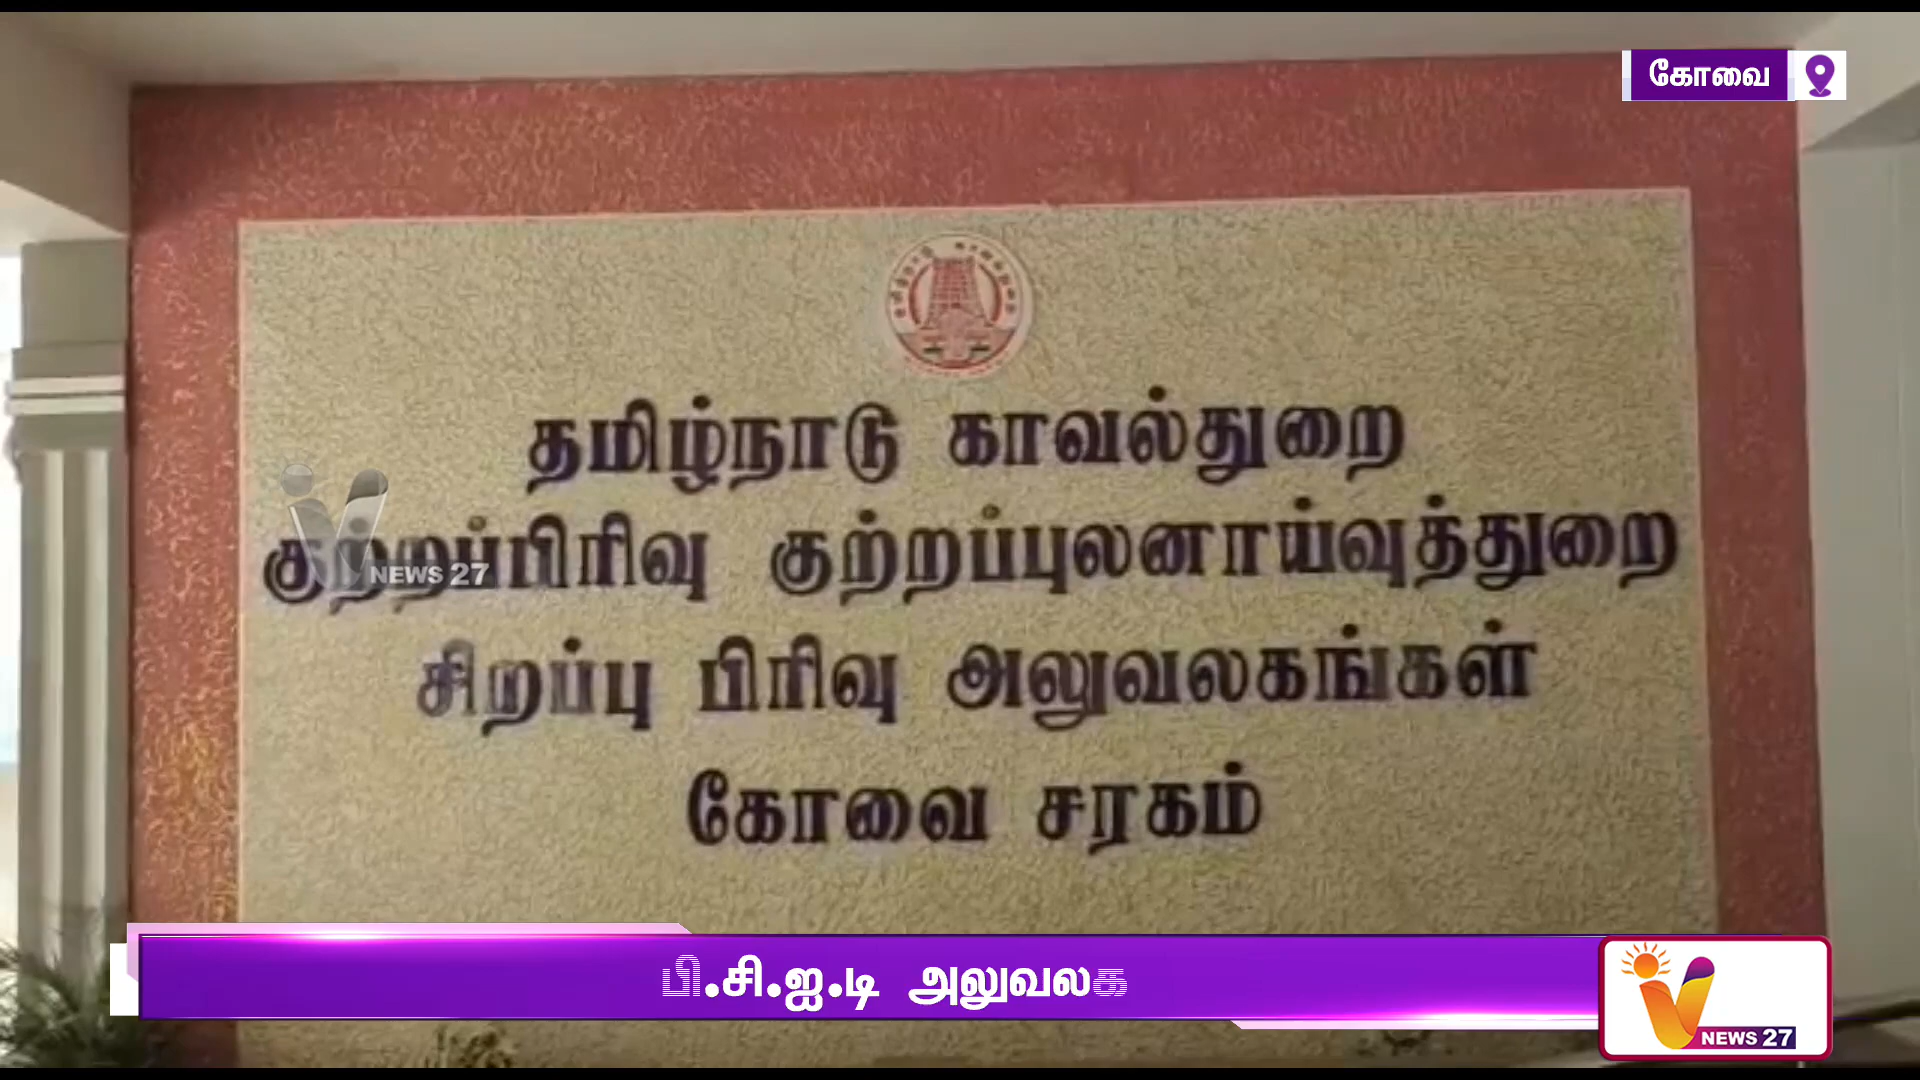 கோவை
தமிழ்நாடு காவல்துறை
குற்றப்பிரிவு குற்றப்புலனாய்வுத்துறை
சிறப்பு பிரிவு அலுவலகங்கள்
கோவை சரகம்
NEWS 27
பி.சி.ஐ.டி அலுவலக
NEWS 27